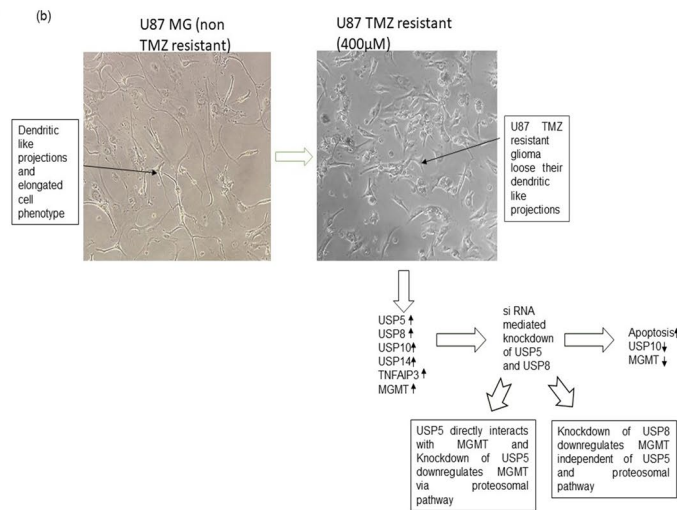 (b)
U87 MG (non
TMZ resistant)
U87 TMZ resistant
(400µM)
Dendritic
like
projections
and
elongated
cell
phenotype
U87 TMZ
resistant
glioma
loose their
dendritic
like
projections
USP5
USP8
USP10
USP14
TNFAIP3
MGMT
si RNA
mediated
knockdown
of USP5
and USP8
Apoptosis
USP10
MGMT
USP5 directly interacts
with MGMT and
Knockdown of USP5
downregulates MGMT
via proteosomal
pathway
Knockdown of USP8
downregulates MGMT
independent of USP5
and proteosomal
pathway